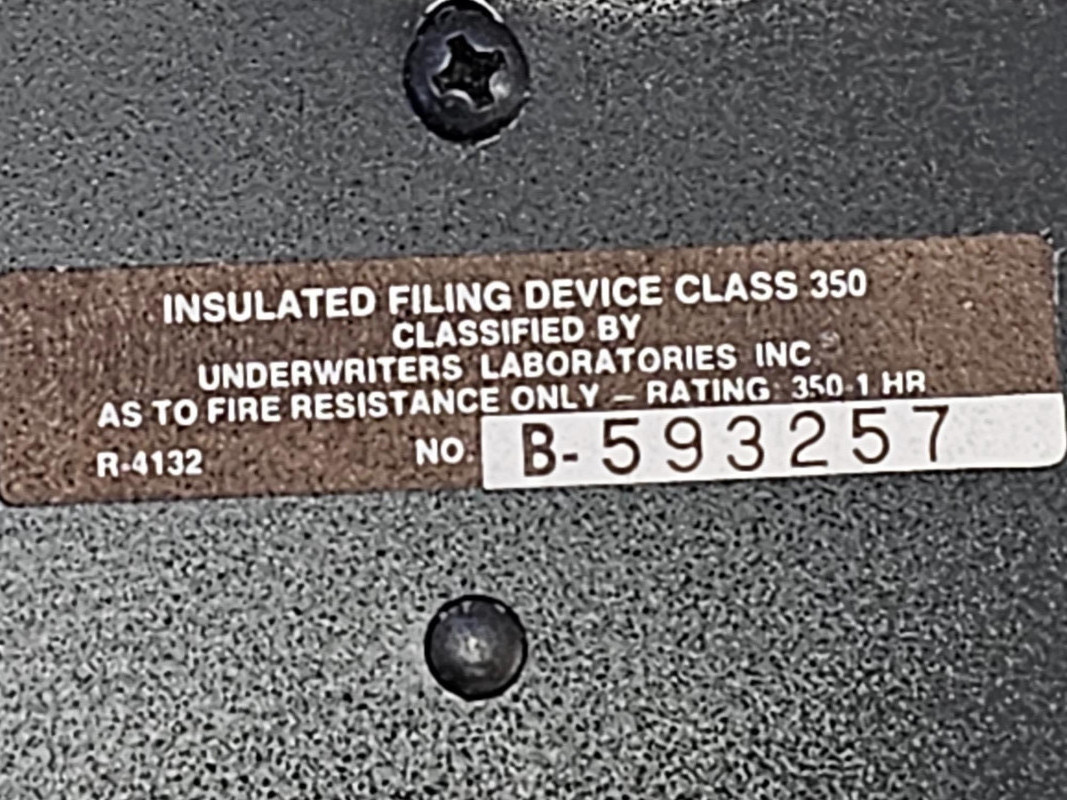 INSULATED FILING DEVICE CLASS 350
CLASSIFIED BY
UNDERWRITERS LABORATORIES INC.®
AS TO FIRE RESISTANCE ONLY – RATING 350-1 HR
R-4132 NO. B-593257